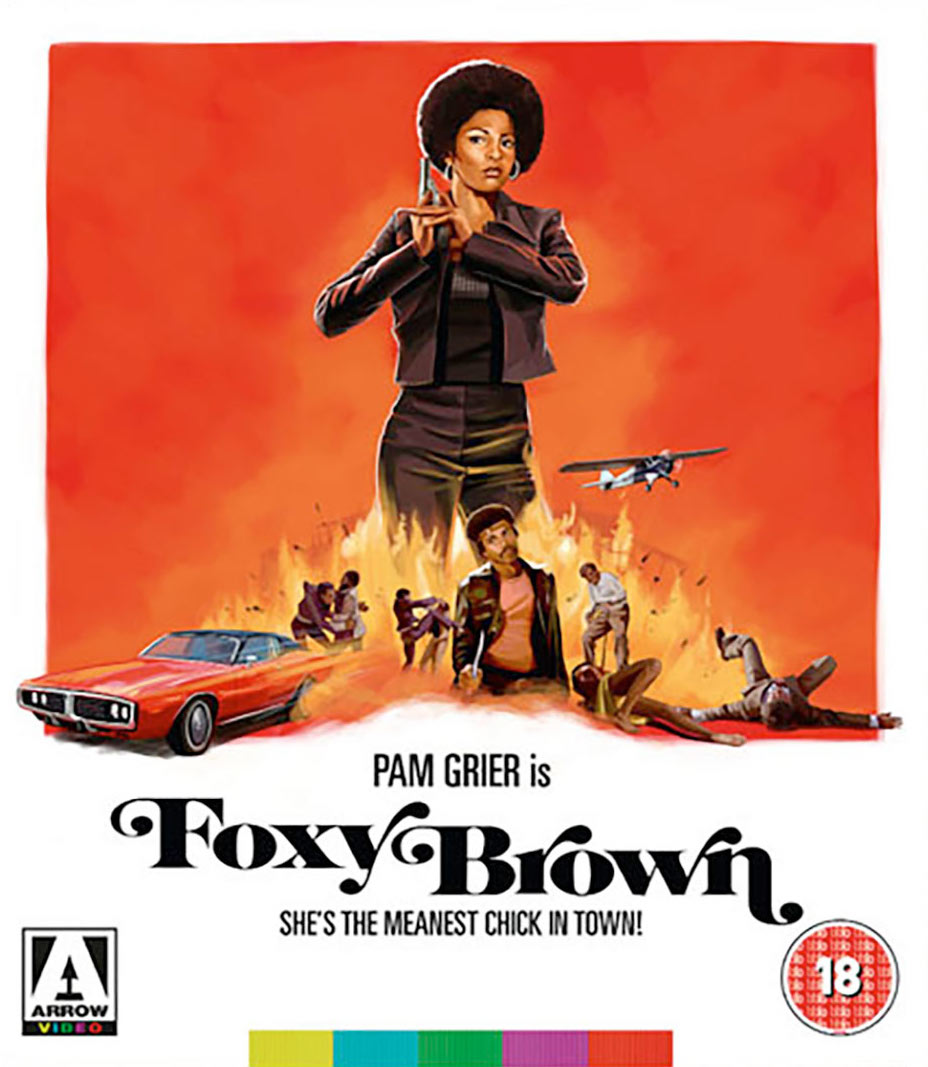 PAM GRIER is
Foxy Brown
SHE'S THE MEANEST CHICK IN TOWN!
ARROW
VIDEO
18